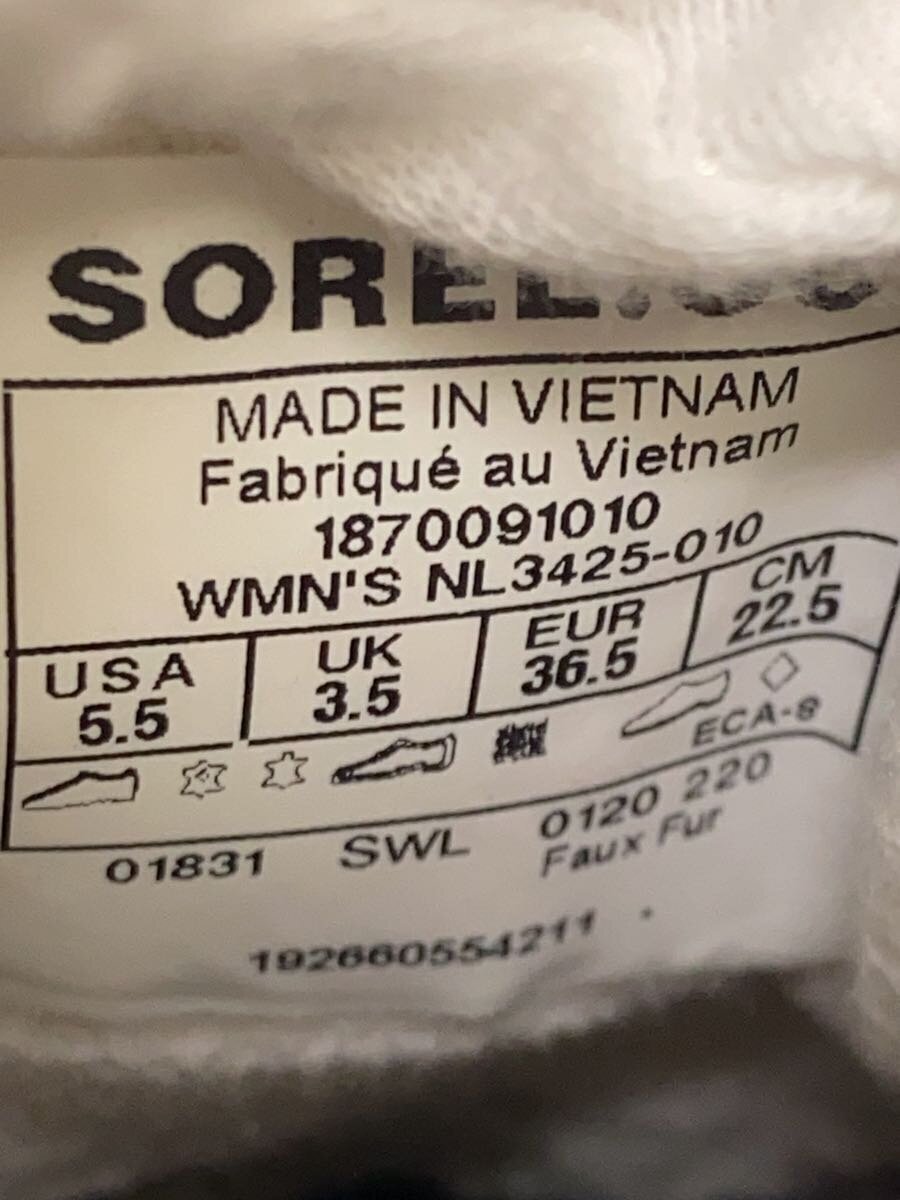 SOREL.CO
MADE IN VIETNAM
Fabriqué au Vietnam
1870091010
WMN'S NL3425-010
USA UK EUR CM
5.5 3.5 36.5 22.5
ECA-8
01831 SWL 0120 220
Faux Fur
192660554211